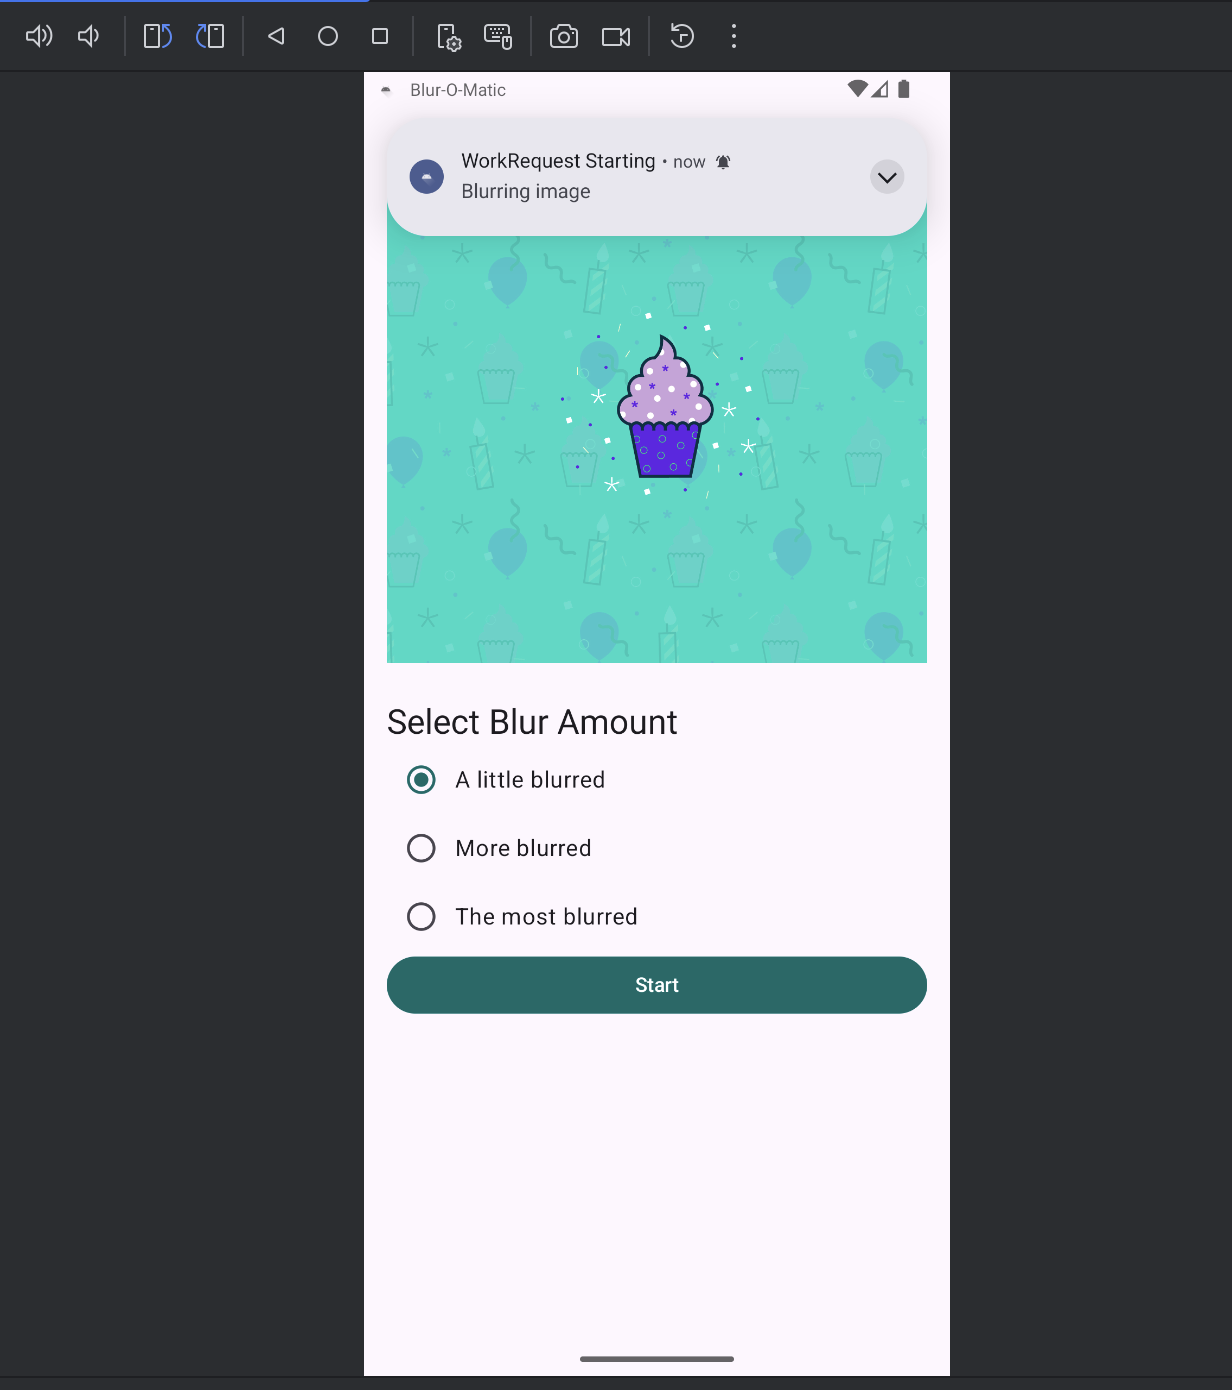 Blur-O-Matic
WorkRequest Starting • now
Blurring image
Select Blur Amount
A little blurred
More blurred
The most blurred
Start